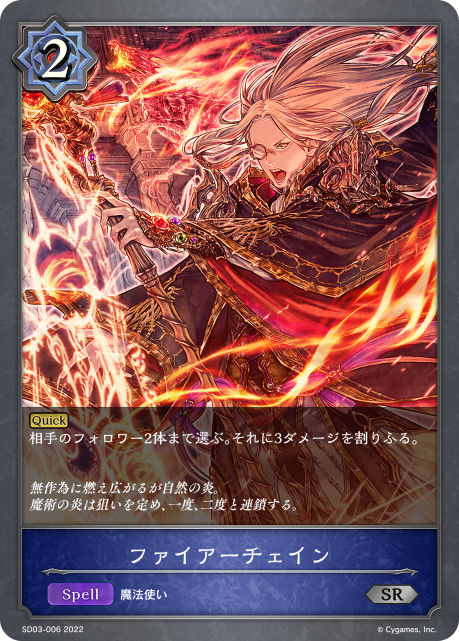 2
Quick
相手のフォロワー2体まで選ぶ。それに3ダメージを割りふる。
無作為に燃え広がるが自然の炎。
魔術の炎は狙いを定め、一度、二度と連鎖する。
ファイアーチェイン
Spell 魔法使い SR
SD03-006 2022 © Cygames, Inc.